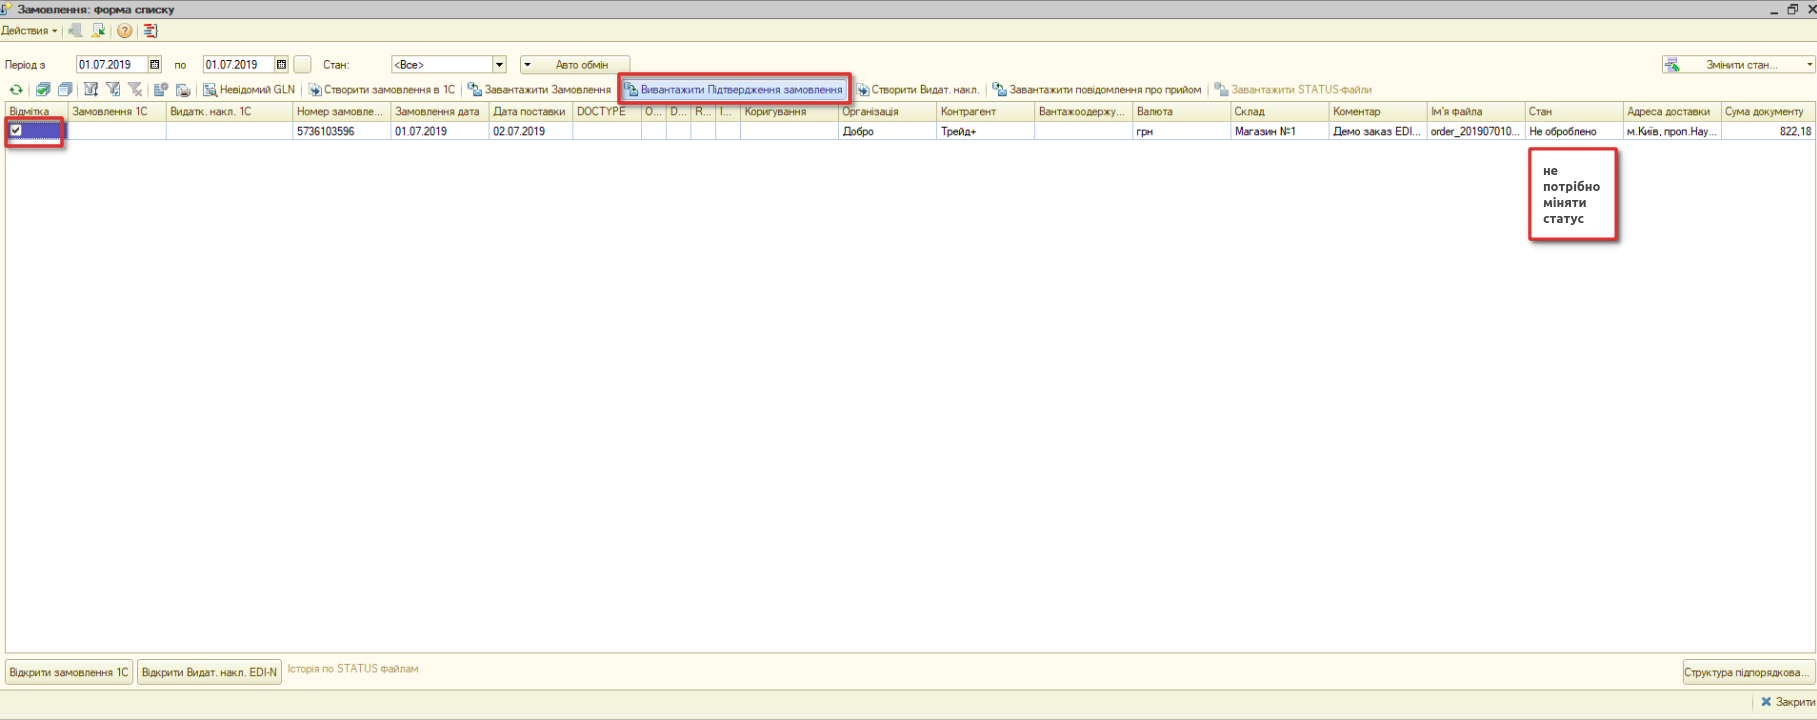 Замовлення: форма списку
Действия
Період з 01.07.2019 по 01.07.2019 Стан: <Все> Авто обмін Змінити стан...
Невідомий GLN Створити замовлення в 1С Завантажити Замовлення Вивантажити Підтвердження замовлення Створити Видат. накл. Завантажити повідомлення про прийом Завантажити STATUS-файли
Відмітка Замовлення 1С Видатк. накл. 1С Номер замовле... Замовлення дата Дата поставки DOCTYPE O... D... R... I... Коригування Організація Контрагент Вантажоодержу... Валюта Склад Коментар Ім'я файла Стан Адреса доставки Сума документу
5736103596 01.07.2019 02.07.2019 Добро Трейд+ грн Магазин №1 Демо заказ EDI... order_201907010... Не оброблено м.Київ, проп.Нау... 822,18
не
потрібно
міняти
статус
Відкрити замовлення 1С Відкрити Видат. накл. EDI-N Історія по STATUS файлам Структура підпорядкова...
Закрити